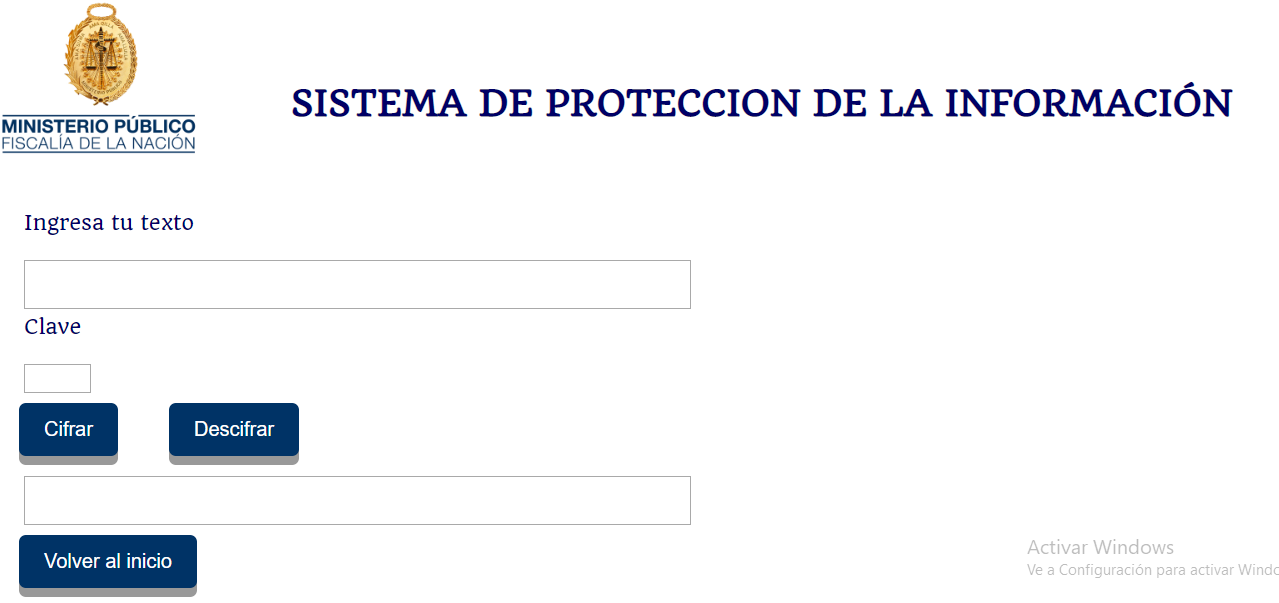 MINISTERIO PÚBLICO
FISCALÍA DE LA NACIÓN
SISTEMA DE PROTECCION DE LA INFORMACIÓN
Ingresa tu texto
Clave
Cifrar
Descifrar
Volver al inicio
Activar Windows
Ve a Configuración para activar Windo